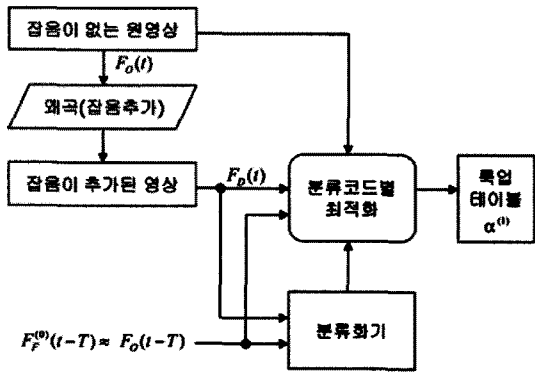 잡음이 없는 원영상
F_O(t)
왜곡(잡음추가)
잡음이 추가된 영상
F_D(t)
분류코드별
최적화
룩업
테이블
α^(i)
F_F^(0)(t-T) ≈ F_O(t-T)
분류화기